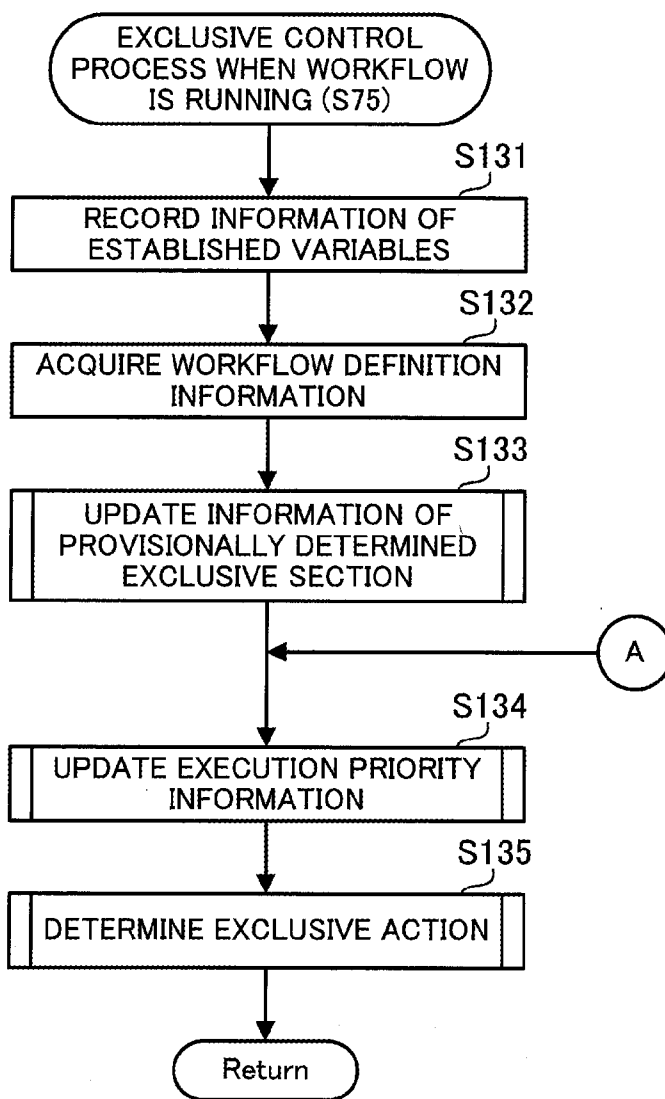 EXCLUSIVE CONTROL
PROCESS WHEN WORKFLOW
IS RUNNING (S75)
S131
RECORD INFORMATION OF
ESTABLISHED VARIABLES
S132
ACQUIRE WORKFLOW DEFINITION
INFORMATION
S133
UPDATE INFORMATION OF
PROVISIONALLY DETERMINED
EXCLUSIVE SECTION
A
S134
UPDATE EXECUTION PRIORITY
INFORMATION
S135
DETERMINE EXCLUSIVE ACTION
Return